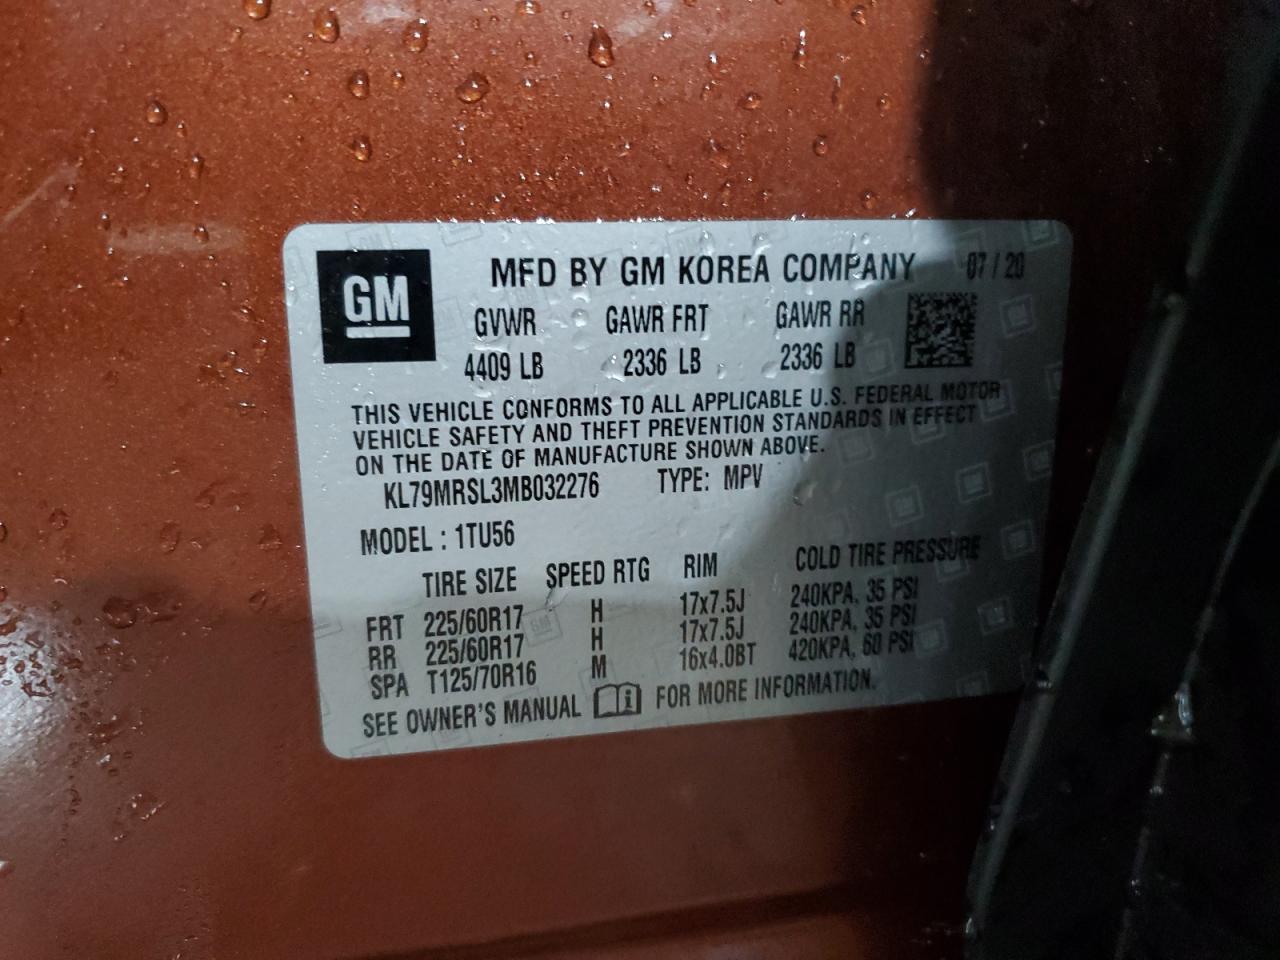 GM
MFD BY GM KOREA COMPANY 07/20
GVWR GAWR FRT GAWR RR
4409 LB 2336 LB 2336 LB
THIS VEHICLE CONFORMS TO ALL APPLICABLE U.S. FEDERAL MOTOR
VEHICLE SAFETY AND THEFT PREVENTION STANDARDS IN EFFECT
ON THE DATE OF MANUFACTURE SHOWN ABOVE.
KL79MRSL3MB032276 TYPE: MPV
MODEL : 1TU56
TIRE SIZE SPEED RTG RIM COLD TIRE PRESSURE
FRT 225/60R17 H 17x7.5J 240KPA, 35 PSI
RR 225/60R17 H 17x7.5J 240KPA, 35 PSI
SPA T125/70R16 M 16x4.0BT 420KPA, 60 PSI
SEE OWNER'S MANUAL FOR MORE INFORMATION.